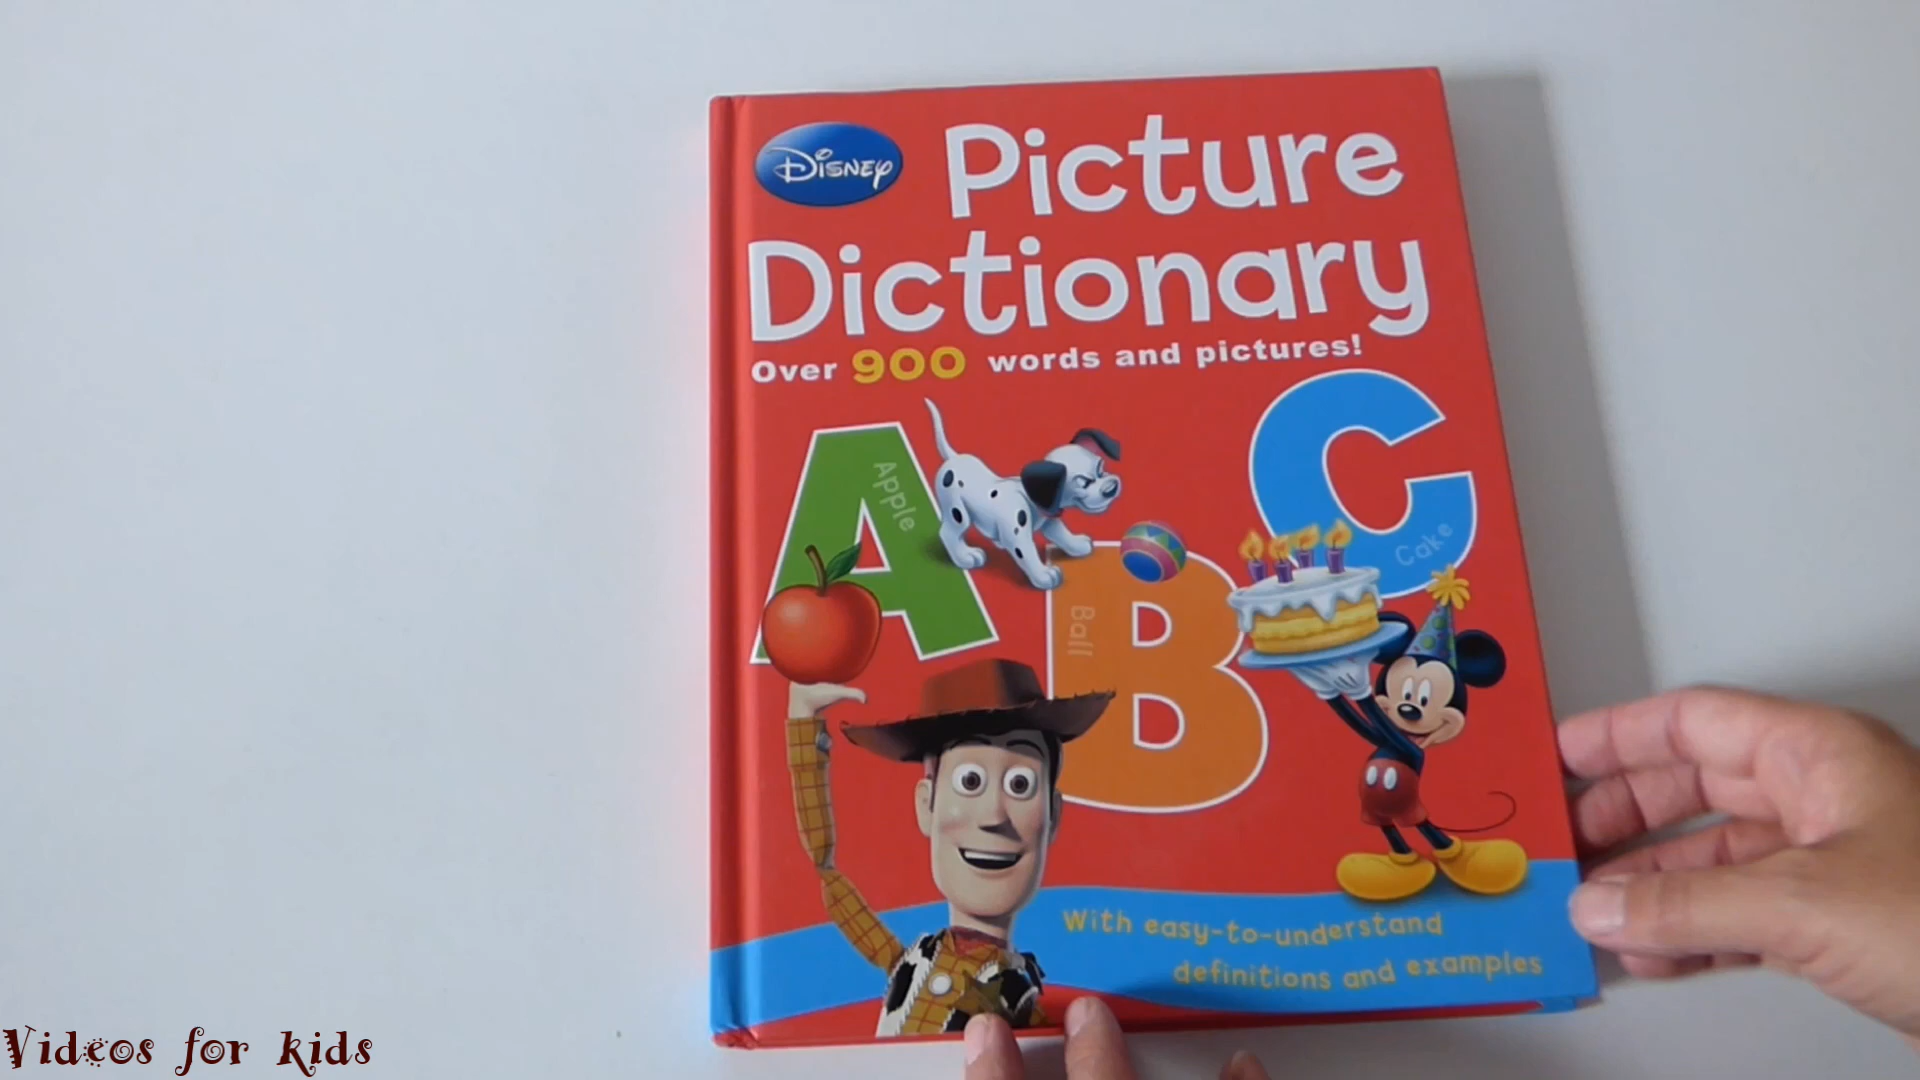 Disney
Picture
Dictionary
Over 900 words and pictures!
Apple
Ball
Cake
A
B
C
With easy-to-understand
definitions and examples
Videos for kids